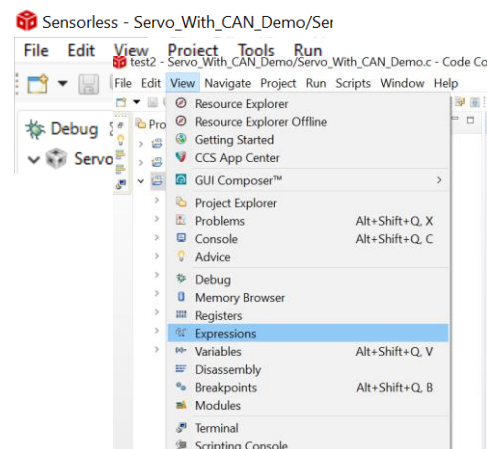 Sensorless - Servo_With_CAN_Demo/Ser
File Edit View Project Tools Run
test2 - Servo_With_CAN_Demo/Servo_With_CAN_Demo.c - Code Co
File Edit View Navigate Project Run Scripts Window Help
Debug
Servo
Pro
Resource Explorer
Resource Explorer Offline
Getting Started
CCS App Center
GUI Composer™ >
Project Explorer
Problems Alt+Shift+Q, X
Console Alt+Shift+Q, C
Advice
Debug
Memory Browser
Registers
Expressions
Variables Alt+Shift+Q, V
Disassembly
Breakpoints Alt+Shift+Q, B
Modules
Terminal
Scripting Console